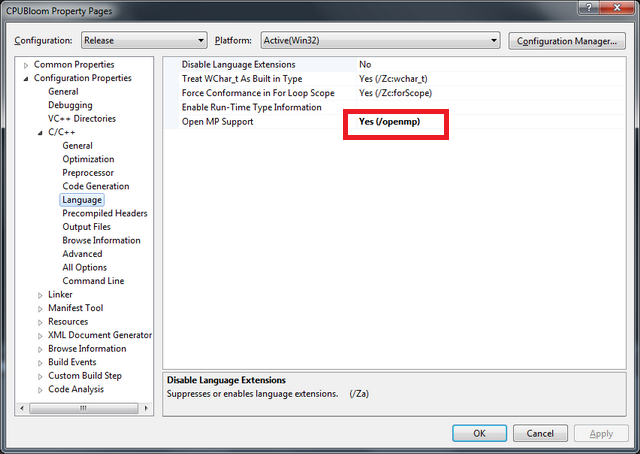 CPUBloom Property Pages
Configuration: Release Platform: Active(Win32) Configuration Manager...
Common Properties
Configuration Properties
General
Debugging
VC++ Directories
C/C++
General
Optimization
Preprocessor
Code Generation
Language
Precompiled Headers
Output Files
Browse Information
Advanced
All Options
Command Line
Linker
Manifest Tool
Resources
XML Document Generator
Browse Information
Build Events
Custom Build Step
Code Analysis
Disable Language Extensions No
Treat WChar_t As Built in Type Yes (/Zc:wchar_t)
Force Conformance in For Loop Scope Yes (/Zc:forScope)
Enable Run-Time Type Information
Open MP Support Yes (/openmp)
Disable Language Extensions
Suppresses or enables language extensions. (/Za)
OK Cancel Apply